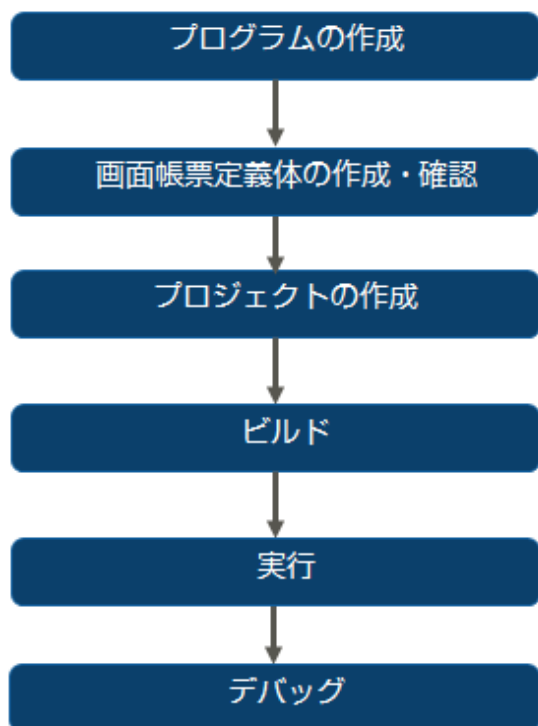 プログラムの作成
画面帳票定義体の作成・確認
プロジェクトの作成
ビルド
実行
デバッグ